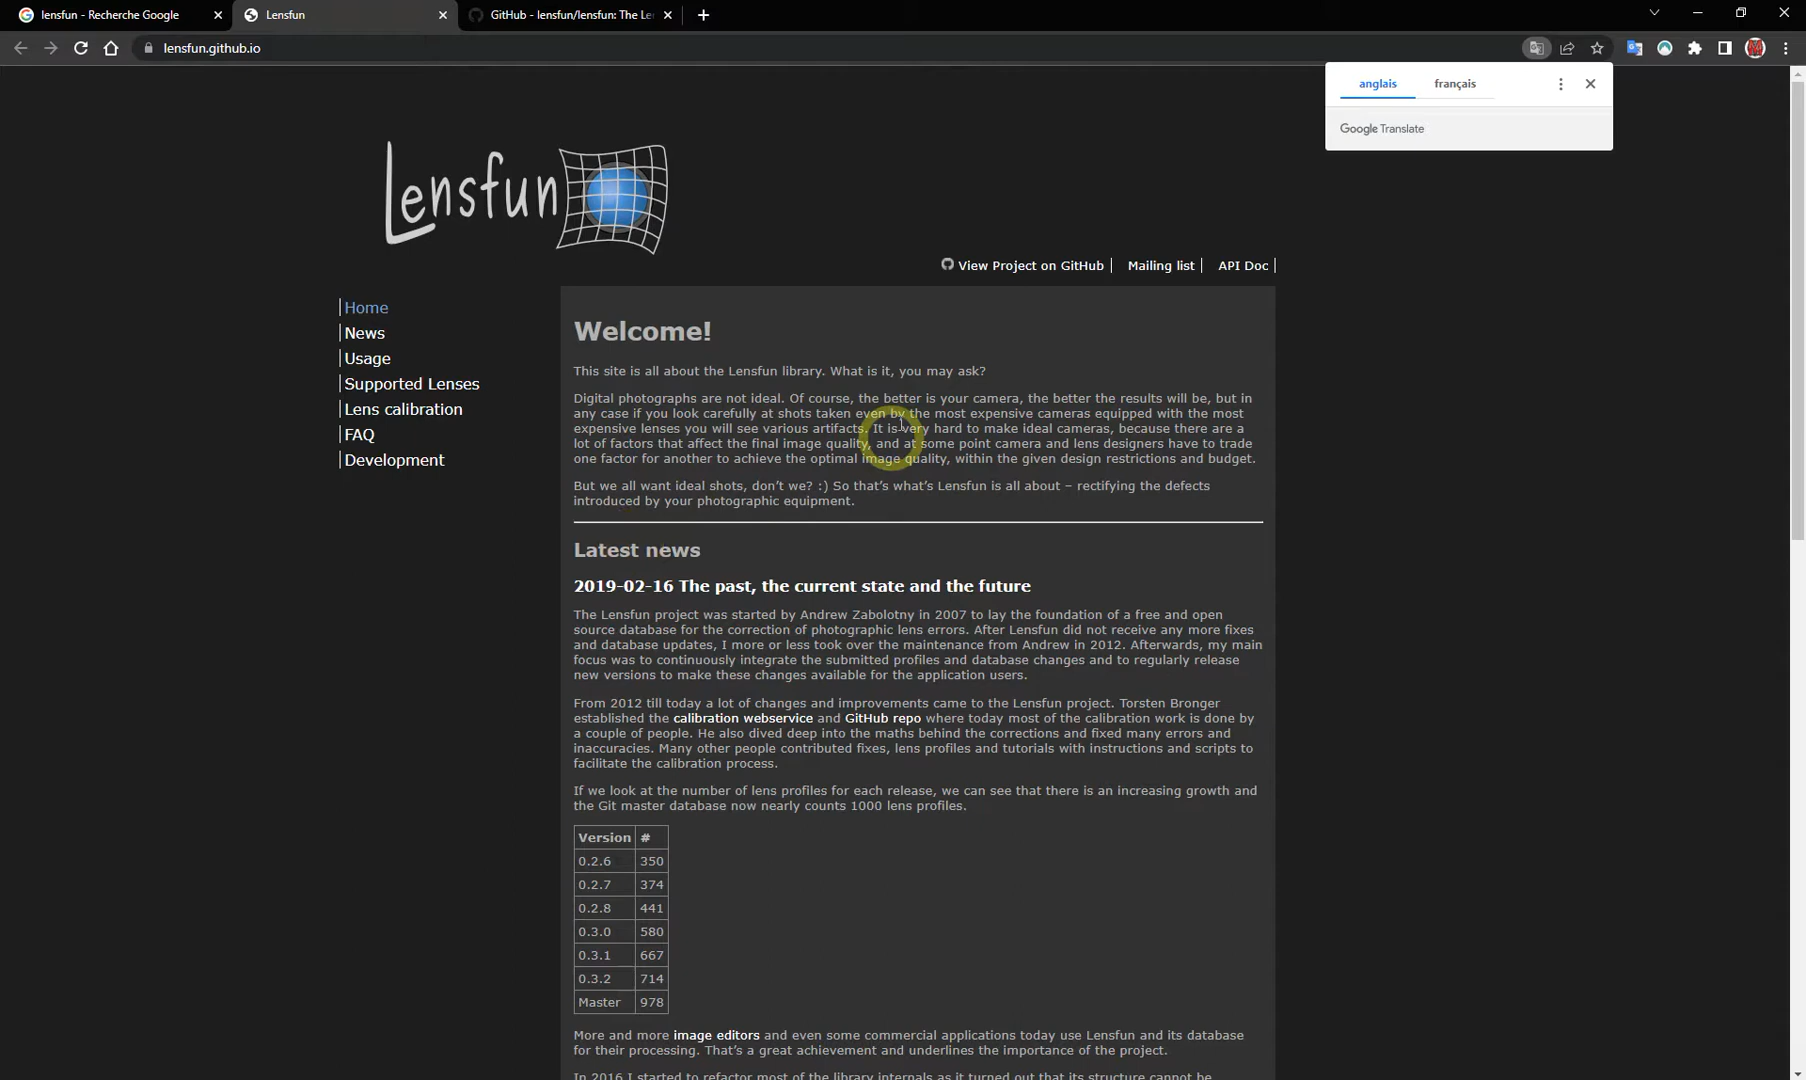 lensfun - Recherche Google
Lensfun
GitHub - lensfun/lensfun: The Le
lensfun.github.io
anglais
français
Google Translate
Lensfun
View Project on GitHub
Mailing list
API Doc
Home
News
Usage
Supported Lenses
Lens calibration
FAQ
Development
Welcome!
This site is all about the Lensfun library. What is it, you may ask?
Digital photographs are not ideal. Of course, the better is your camera, the better the results will be, but in
any case if you look carefully at shots taken even by the most expensive cameras equipped with the most
expensive lenses you will see various artifacts. It is very hard to make ideal cameras, because there are a
lot of factors that affect the final image quality, and at some point camera and lens designers have to trade
one factor for another to achieve the optimal image quality, within the given design restrictions and budget.
But we all want ideal shots, don’t we? :) So that’s what’s Lensfun is all about – rectifying the defects
introduced by your photographic equipment.
Latest news
2019-02-16 The past, the current state and the future
The Lensfun project was started by Andrew Zabolotny in 2007 to lay the foundation of a free and open
source database for the correction of photographic lens errors. After Lensfun did not receive any more fixes
and database updates, I more or less took over the maintenance from Andrew in 2012. Afterwards, my main
focus was to continuously integrate the submitted profiles and database changes and to regularly release
new versions to make these changes available for the application users.
From 2012 till today a lot of changes and improvements came to the Lensfun project. Torsten Bronger
established the calibration webservice and GitHub repo where today most of the calibration work is done by
a couple of people. He also dived deep into the maths behind the corrections and fixed many errors and
inaccuracies. Many other people contributed fixes, lens profiles and tutorials with instructions and scripts to
facilitate the calibration process.
If we look at the number of lens profiles for each release, we can see that there is an increasing growth and
the Git master database now nearly counts 1000 lens profiles.
Version #
0.2.6 350
0.2.7 374
0.2.8 441
0.3.0 580
0.3.1 667
0.3.2 714
Master 978
More and more image editors and even some commercial applications today use Lensfun and its database
for their processing. That’s a great achievement and underlines the importance of the project.
In 2016 I started to refactor most of the library internals as it turned out that its structure cannot be